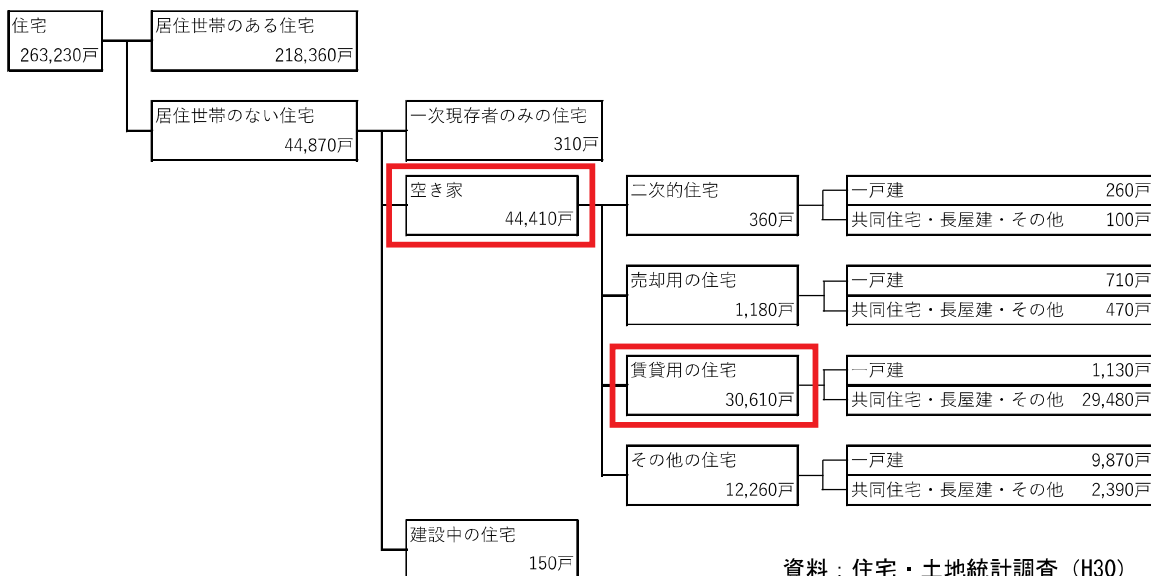 住宅
263,230戸
居住世帯のある住宅
218,360戸
居住世帯のない住宅
44,870戸
一次現存者のみの住宅
310戸
空き家
44,410戸
二次的住宅
360戸
一戸建 260戸
共同住宅・長屋建・その他 100戸
売却用の住宅
1,180戸
一戸建 710戸
共同住宅・長屋建・その他 470戸
賃貸用の住宅
30,610戸
一戸建 1,130戸
共同住宅・長屋建・その他 29,480戸
その他の住宅
12,260戸
一戸建 9,870戸
共同住宅・長屋建・その他 2,390戸
建設中の住宅
150戸
資料：住宅・土地統計調査（H30）